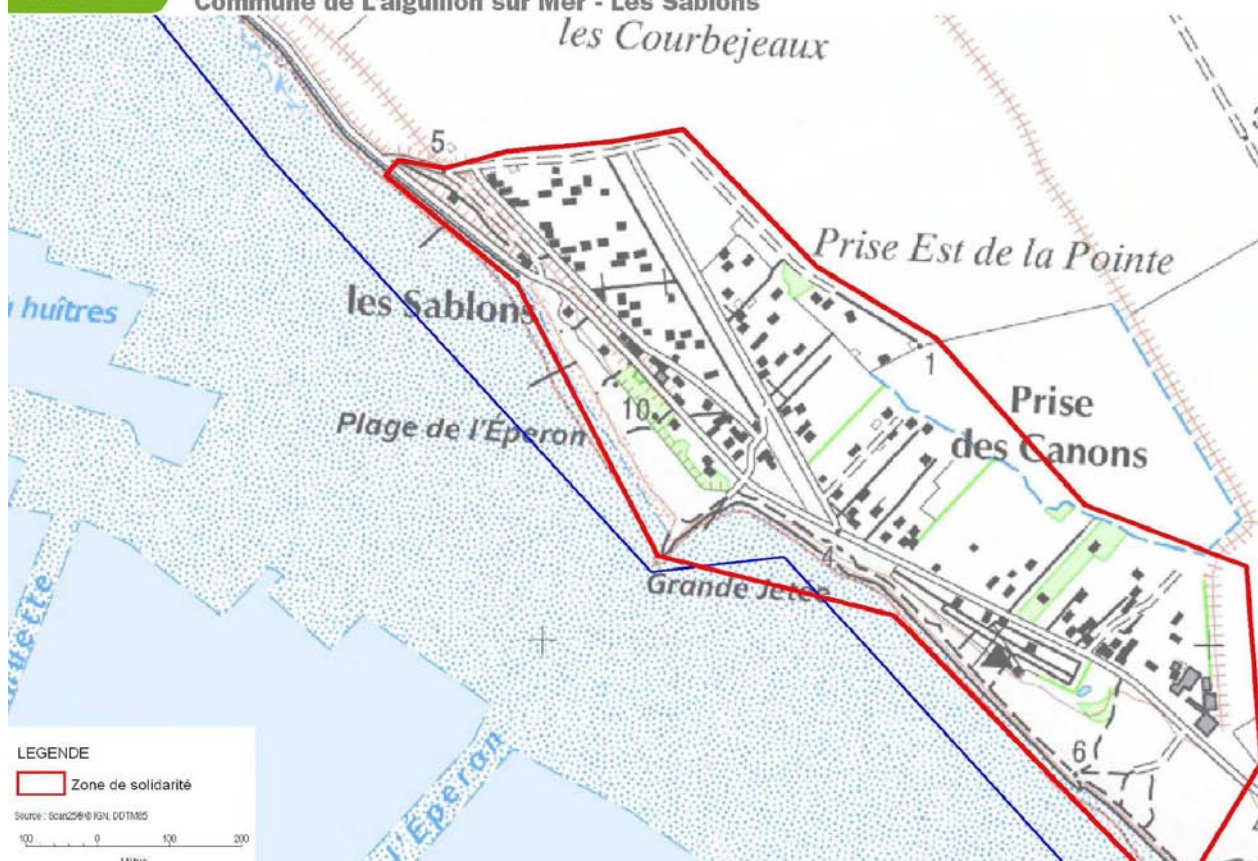 Commune de L'aiguillon sur Mer - Les Sablons
les Courbejeaux
5
Prise Est de la Pointe
huîtres
les Sablons
1
Prise
des Canons
10
Plage de l'Éperon
4
Grande Jetée
6
l'Éperon
LEGENDE
Zone de solidarité
Source : Scan25®© IGN, DDTM85
100 0 100 200